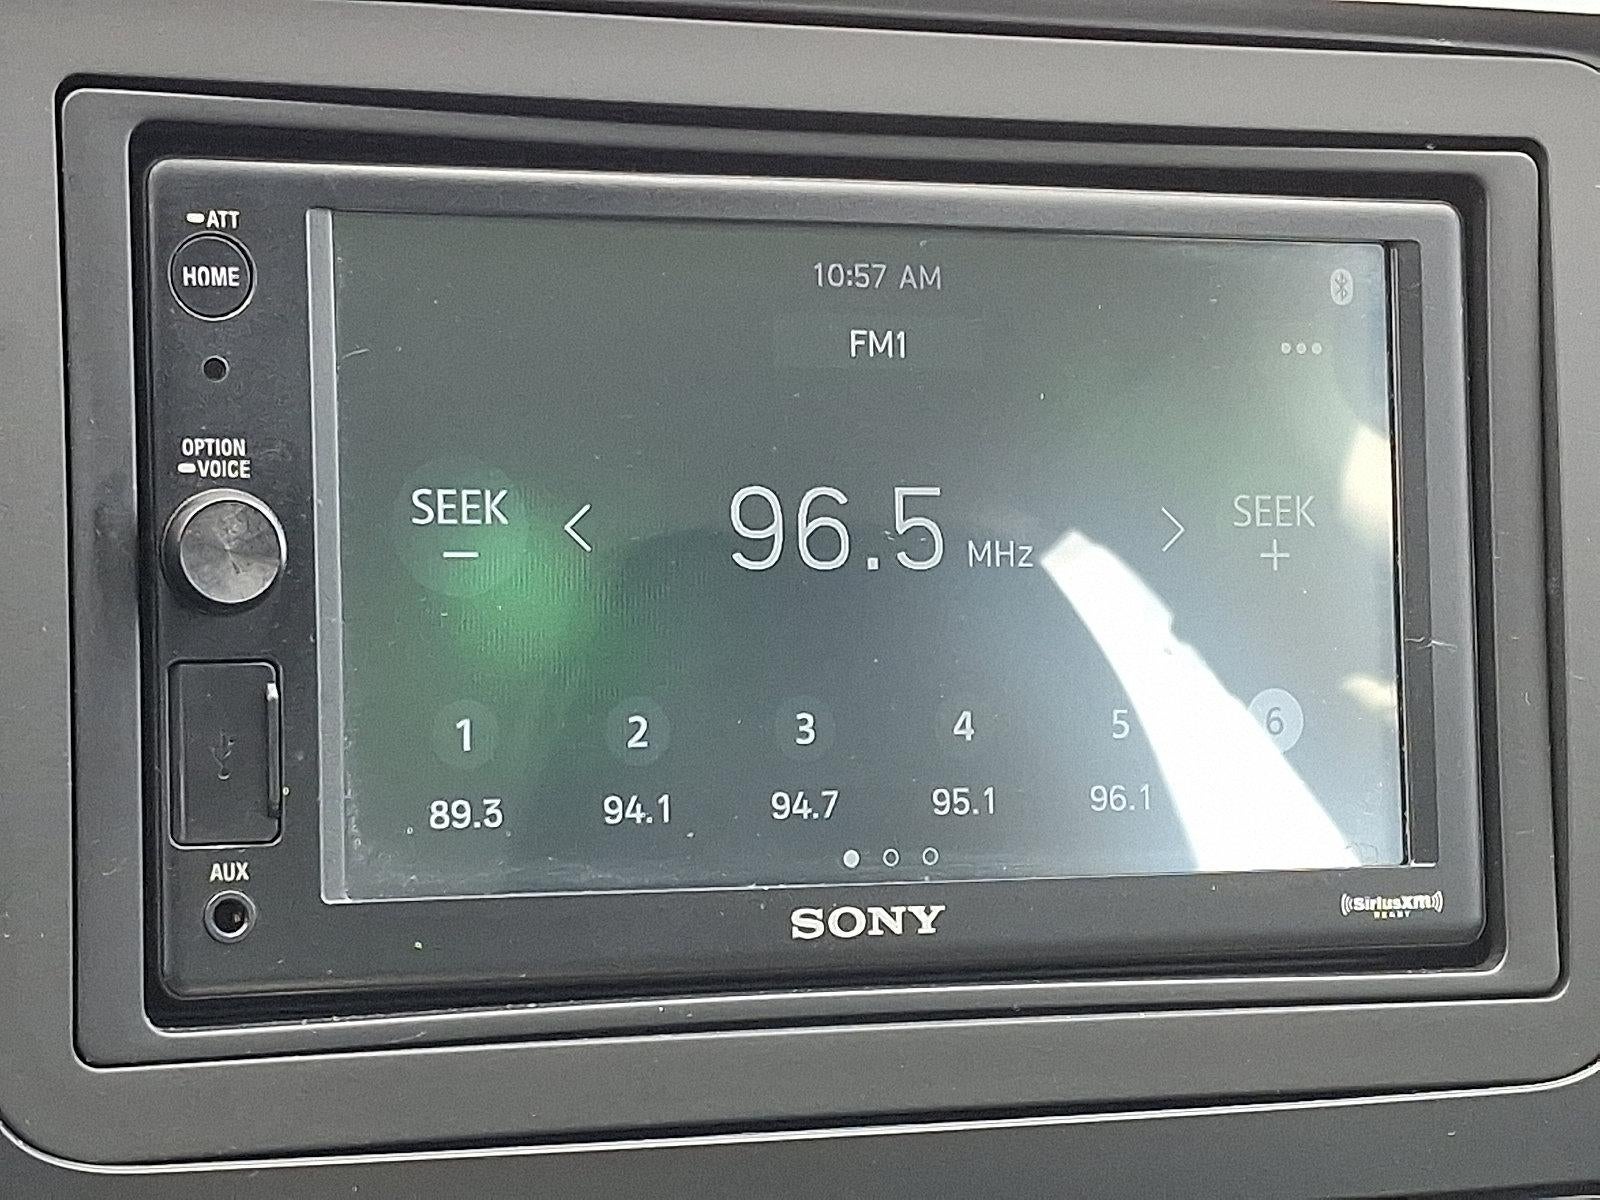 ATT
HOME
OPTION
VOICE
AUX
10:57 AM
FM1
SEEK
−
<
96.5 MHz
>
SEEK
+
1 2 3 4 5 6
89.3 94.1 94.7 95.1 96.1
SONY
SiriusXM
READY